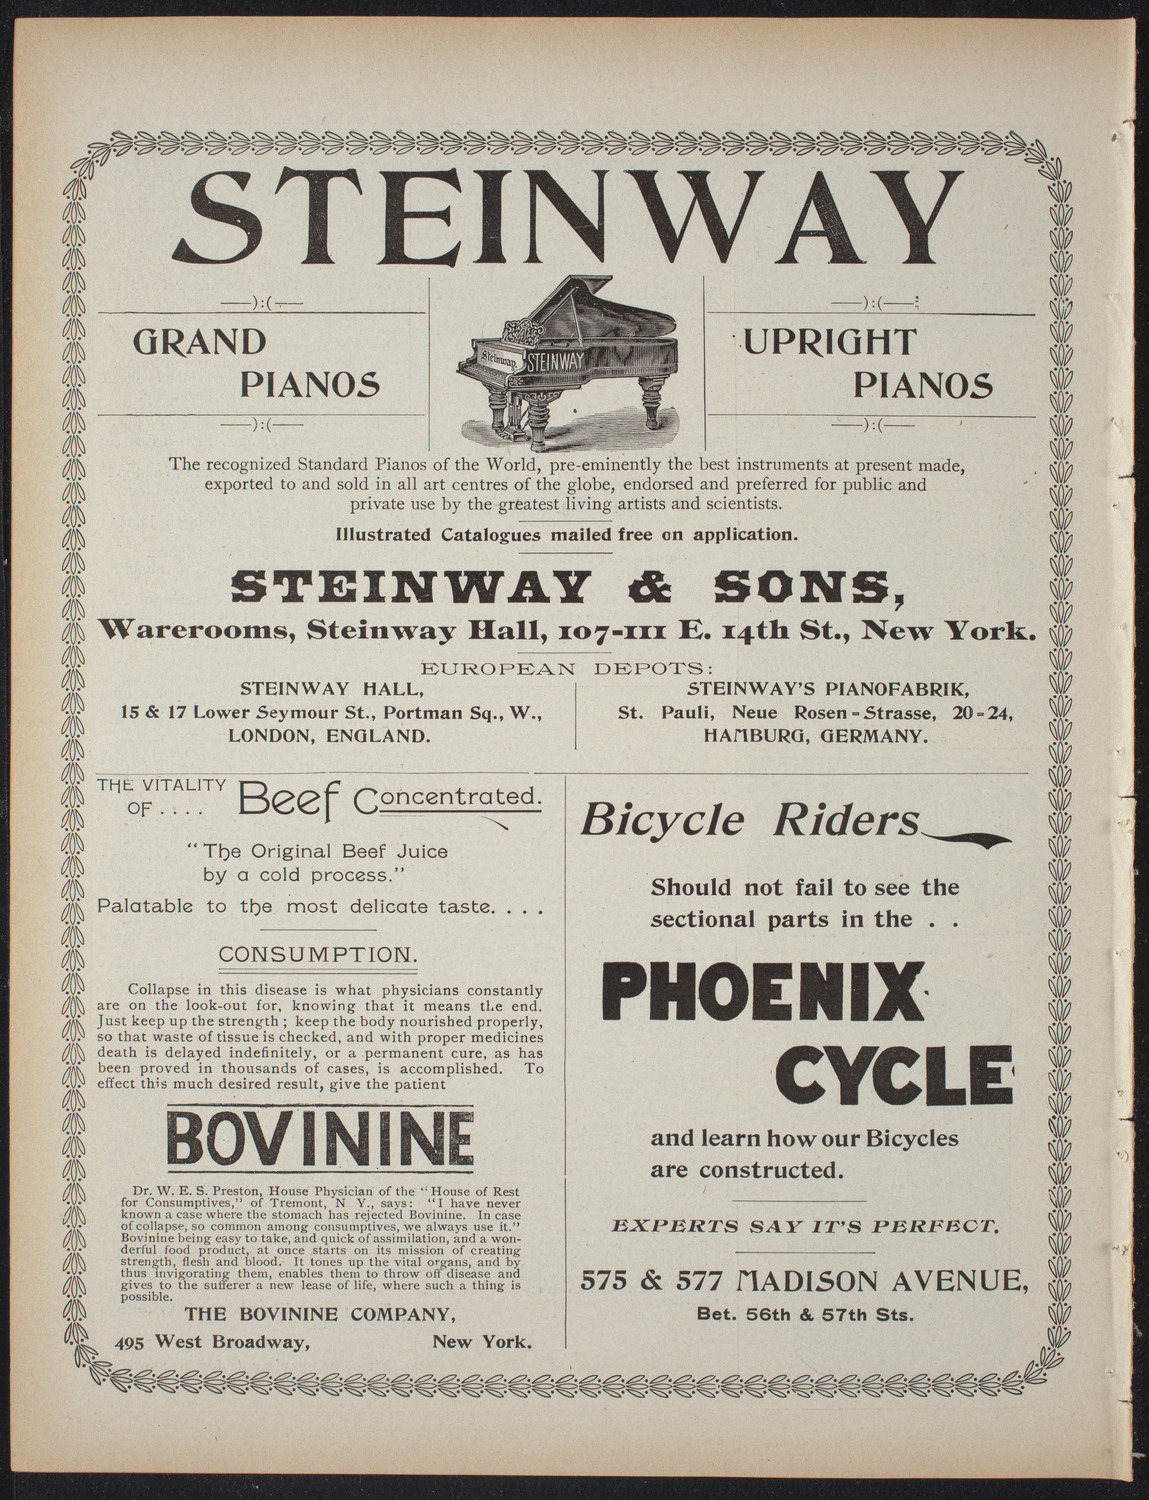 STEINWAY
GRAND
PIANOS
Steinway
STEINWAY
UPRIGHT
PIANOS
The recognized Standard Pianos of the World, pre-eminently the best instruments at present made,
exported to and sold in all art centres of the globe, endorsed and preferred for public and
private use by the greatest living artists and scientists.
Illustrated Catalogues mailed free on application.
STEINWAY & SONS,
Warerooms, Steinway Hall, 107-111 E. 14th St., New York.
EUROPEAN DEPOTS:
STEINWAY HALL,
15 & 17 Lower Seymour St., Portman Sq., W.,
LONDON, ENGLAND.
STEINWAY'S PIANOFABRIK,
St. Pauli, Neue Rosen-Strasse, 20-24,
HAMBURG, GERMANY.
THE VITALITY
OF . . . .
Beef Concentrated.
"The Original Beef Juice
by a cold process."
Palatable to the most delicate taste. . . .
CONSUMPTION.
Collapse in this disease is what physicians constantly
are on the look-out for, knowing that it means the end.
Just keep up the strength ; keep the body nourished properly,
so that waste of tissue is checked, and with proper medicines
death is delayed indefinitely, or a permanent cure, as has
been proved in thousands of cases, is accomplished. To
effect this much desired result, give the patient
BOVININE
Dr. W. E. S. Preston, House Physician of the "House of Rest
for Consumptives," of Tremont, N Y., says: "I have never
known a case where the stomach has rejected Bovinine. In case
of collapse, so common among consumptives, we always use it."
Bovinine being easy to take, and quick of assimilation, and a won-
derful food product, at once starts on its mission of creating
strength, flesh and blood. It tones up the vital organs, and by
thus invigorating them, enables them to throw off disease and
gives to the sufferer a new lease of life, where such a thing is
possible.
THE BOVININE COMPANY,
495 West Broadway, New York.
Bicycle Riders
Should not fail to see the
sectional parts in the . .
PHOENIX
CYCLE
and learn how our Bicycles
are constructed.
EXPERTS SAY IT'S PERFECT.
575 & 577 MADISON AVENUE,
Bet. 56th & 57th Sts.